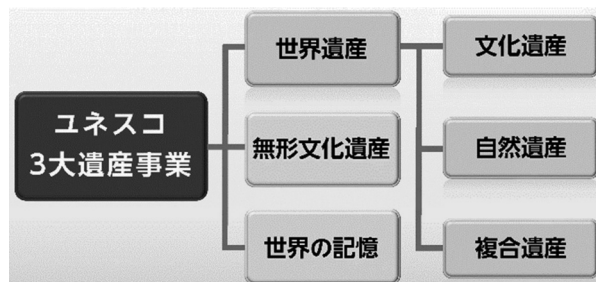 ユネスコ
3大遺産事業
世界遺産
無形文化遺産
世界の記憶
文化遺産
自然遺産
複合遺産